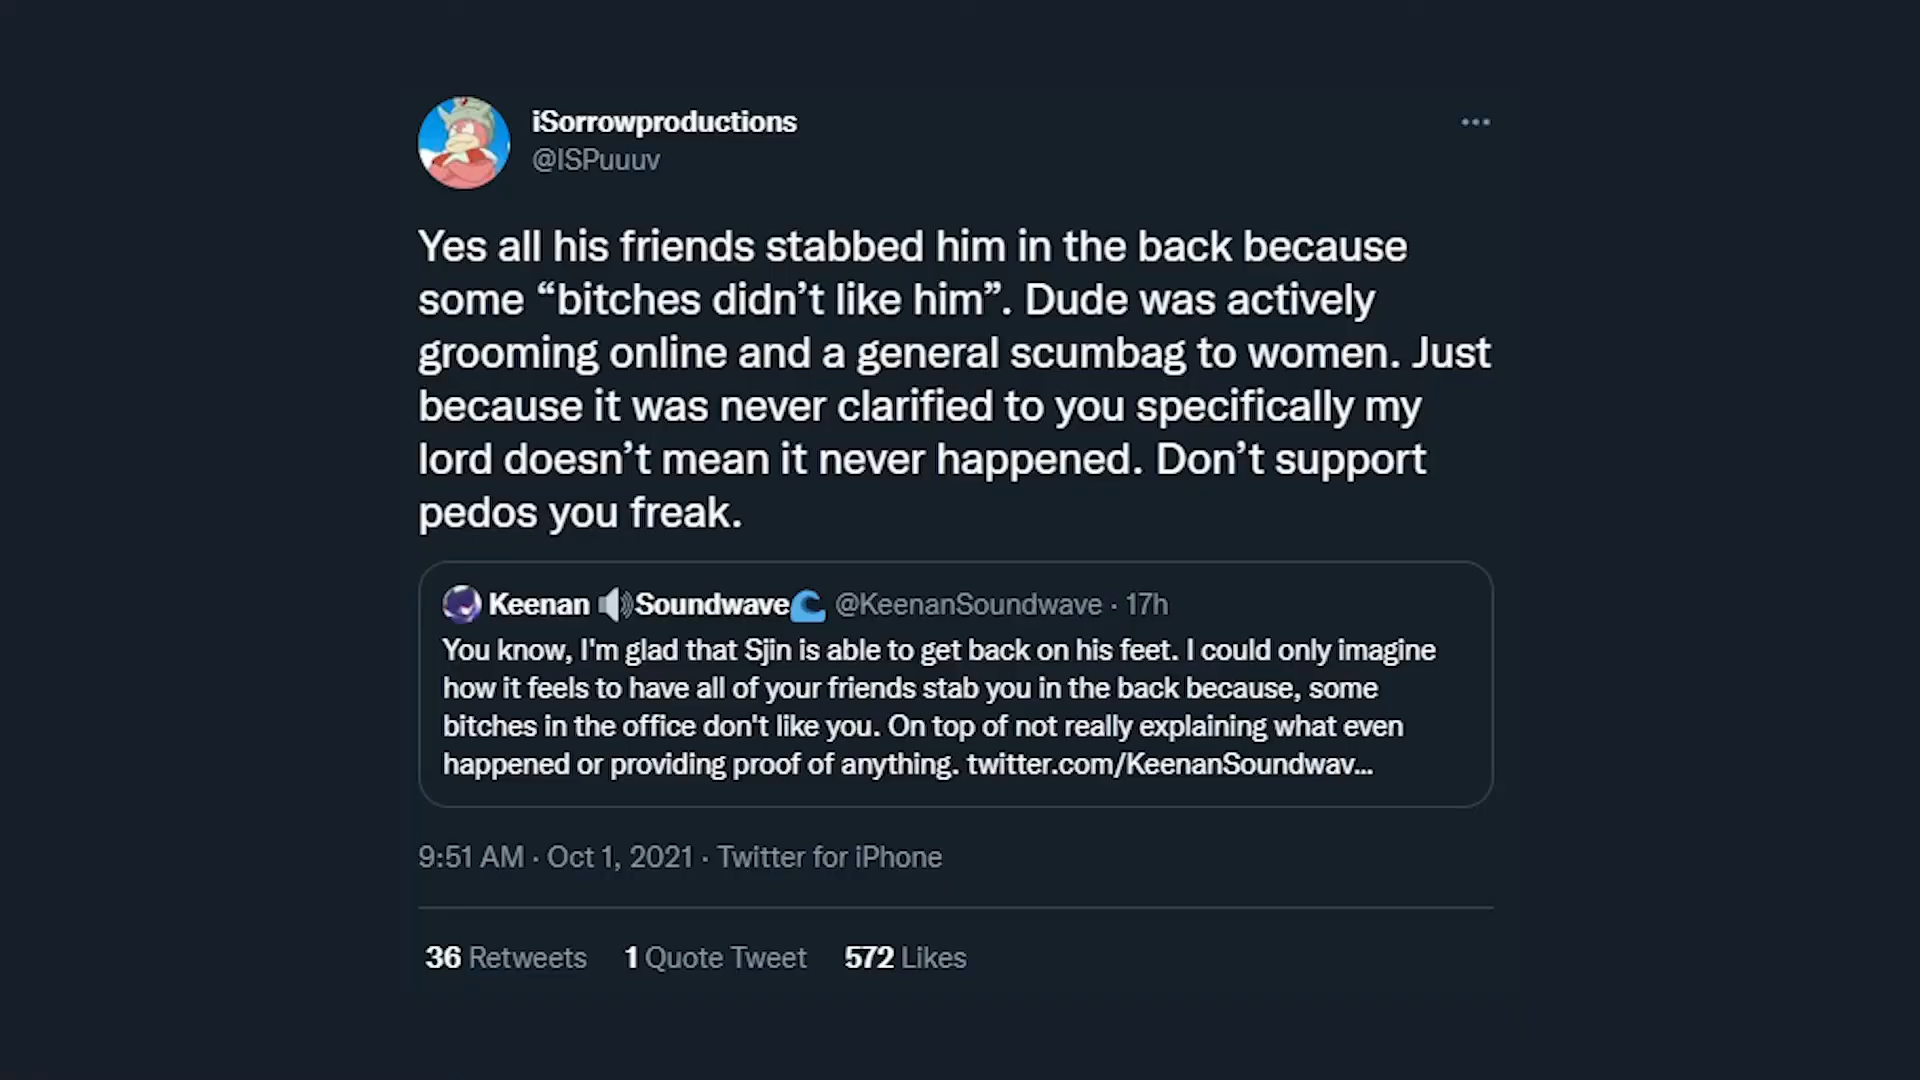 iSorrowproductions
@ISPuuuv
Yes all his friends stabbed him in the back because
some “bitches didn’t like him”. Dude was actively
grooming online and a general scumbag to women. Just
because it was never clarified to you specifically my
lord doesn’t mean it never happened. Don’t support
pedos you freak.
Keenan 🔊Soundwave🌊 @KeenanSoundwave · 17h
You know, I'm glad that Sjin is able to get back on his feet. I could only imagine
how it feels to have all of your friends stab you in the back because, some
bitches in the office don't like you. On top of not really explaining what even
happened or providing proof of anything. twitter.com/KeenanSoundwav...
9:51 AM · Oct 1, 2021 · Twitter for iPhone
36 Retweets 1 Quote Tweet 572 Likes